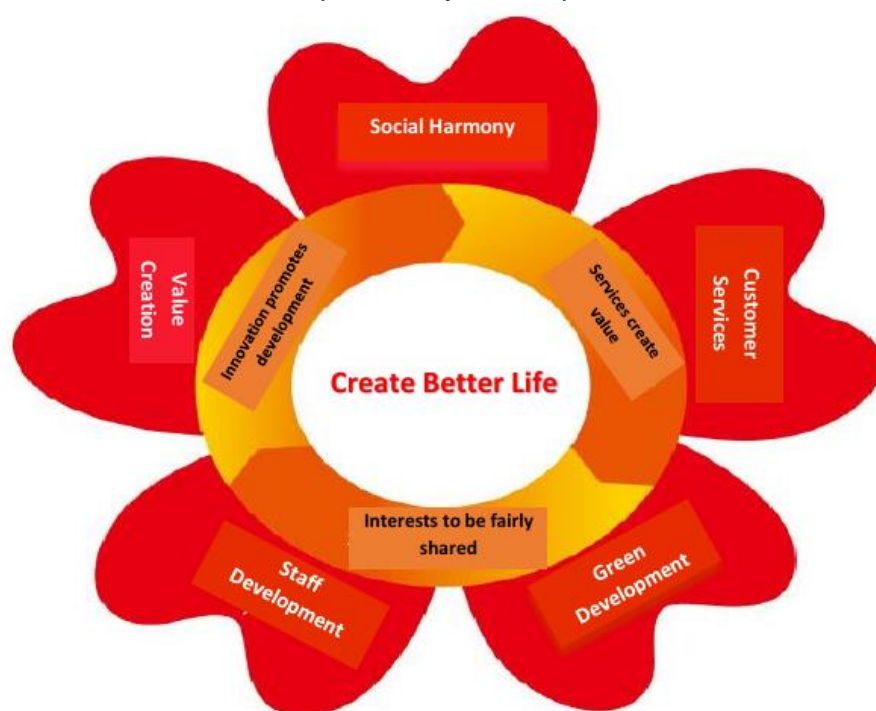 Social Harmony
Value
Creation
Innovation promotes
development
Services create
value
Customer
Services
Create Better Life
Interests to be fairly
shared
Staff
Development
Green
Development